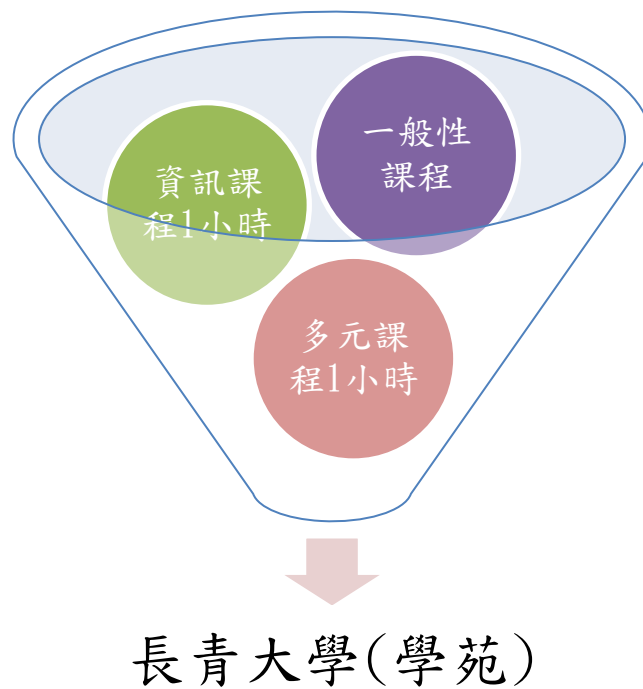 一般性
課程
資訊課
程1小時
多元課
程1小時
長青大學(學苑)